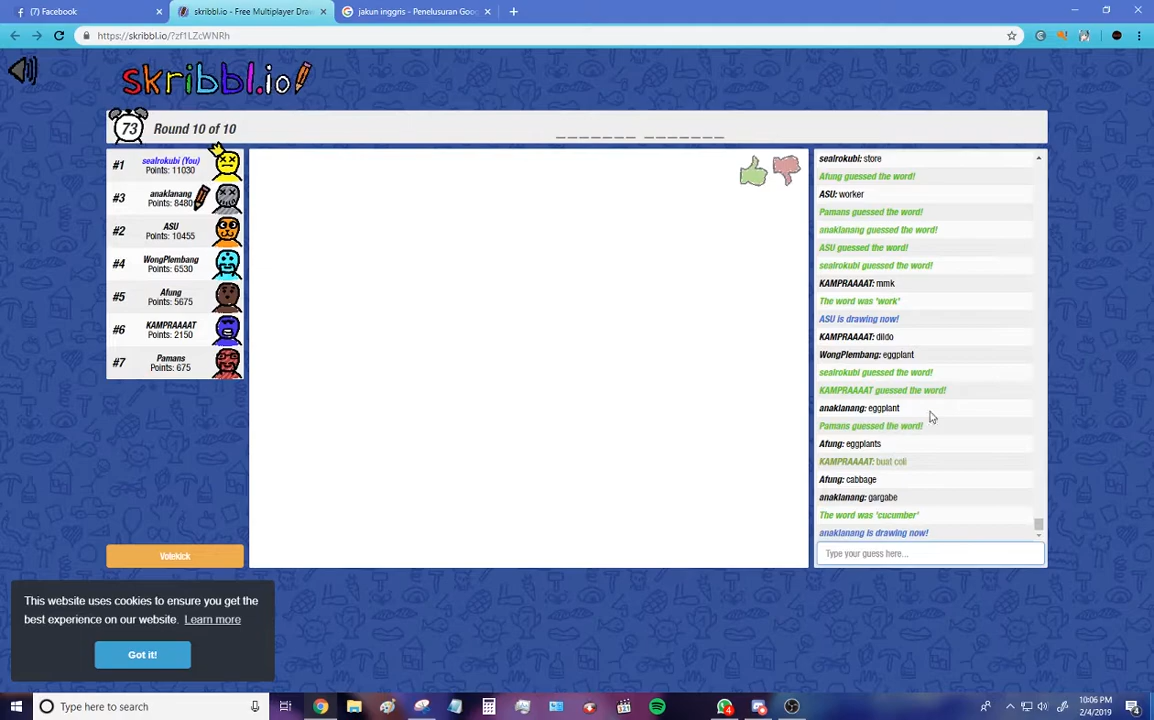 (7) Facebook
skribbl.io - Free Multiplayer Draw
jakun inggris - Penelusuran Goo
https://skribbl.io/?zf1LZcWNRh
skribbl.io
73
Round 10 of 10
_______ _______
#1
sealrokubi (You)
Points: 11030
#3
anaklanang
Points: 8480
#2
ASU
Points: 10455
#4
WongPlembang
Points: 6530
#5
Afung
Points: 5675
#6
KAMPRAAAAT
Points: 2150
#7
Pamans
Points: 675
Votekick
sealrokubi: store
Afung guessed the word!
ASU: worker
Pamans guessed the word!
anaklanang guessed the word!
ASU guessed the word!
sealrokubi guessed the word!
KAMPRAAAAT: mmk
The word was 'work'
ASU is drawing now!
KAMPRAAAAT: dildo
WongPlembang: eggplant
sealrokubi guessed the word!
KAMPRAAAAT guessed the word!
anaklanang: eggplant
Pamans guessed the word!
Afung: eggplants
KAMPRAAAAT: buat coli
Afung: cabbage
anaklanang: gargabe
The word was 'cucumber'
anaklanang is drawing now!
Type your guess here...
This website uses cookies to ensure you get the
best experience on our website. Learn more
Got it!
Type here to search
4
10:06 PM
2/4/2019